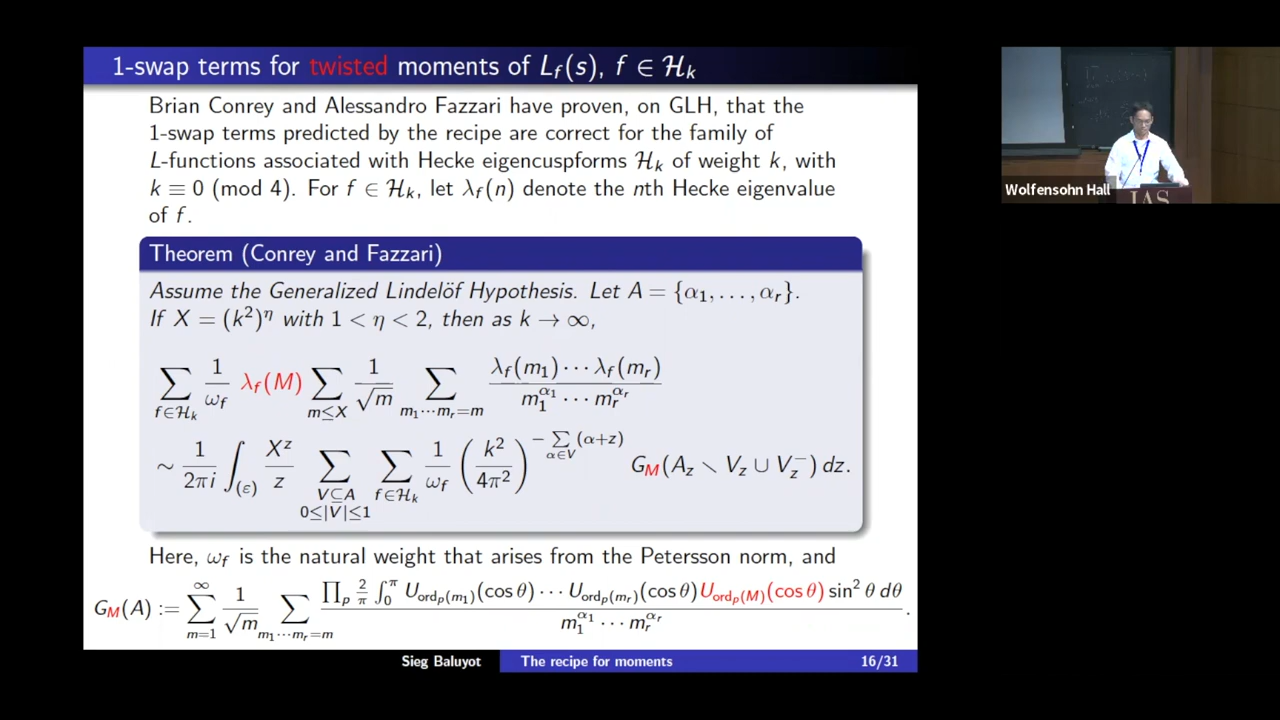 1-swap terms for twisted moments of L_f(s), f ∈ ℋ_k
Brian Conrey and Alessandro Fazzari have proven, on GLH, that the
1-swap terms predicted by the recipe are correct for the family of
L-functions associated with Hecke eigencuspforms ℋ_k of weight k, with
k ≡ 0 (mod 4). For f ∈ ℋ_k, let λ_f(n) denote the nth Hecke eigenvalue
of f.
Theorem (Conrey and Fazzari)
Assume the Generalized Lindelöf Hypothesis. Let A = {α_1, . . . , α_r}.
If X = (k^2)^η with 1 < η < 2, then as k → ∞,
∑_{f∈ℋ_k} 1/ω_f λ_f(M) ∑_{m≤X} 1/√m ∑_{m_1···m_r=m} λ_f(m_1) ··· λ_f(m_r) / m_1^{α_1} ··· m_r^{α_r}
∼ 1/2πi ∫_{(ε)} X^z/z ∑_{V⊆A, 0≤|V|≤1} ∑_{f∈ℋ_k} 1/ω_f (k^2/4π^2)^{−∑_{α∈V}(α+z)} G_M(A_z ∖ V_z ∪ V_z^−) dz.
Here, ω_f is the natural weight that arises from the Petersson norm, and
G_M(A) := ∑_{m=1}^∞ 1/√m ∑_{m_1···m_r=m} ∏_p 2/π ∫_0^π U_{ord_p(m_1)}(cos θ) ··· U_{ord_p(m_r)}(cos θ) U_{ord_p(M)}(cos θ) sin^2 θ dθ / m_1^{α_1} ··· m_r^{α_r}.
Sieg Baluyot The recipe for moments 16/31
Wolfensohn Hall
IAS